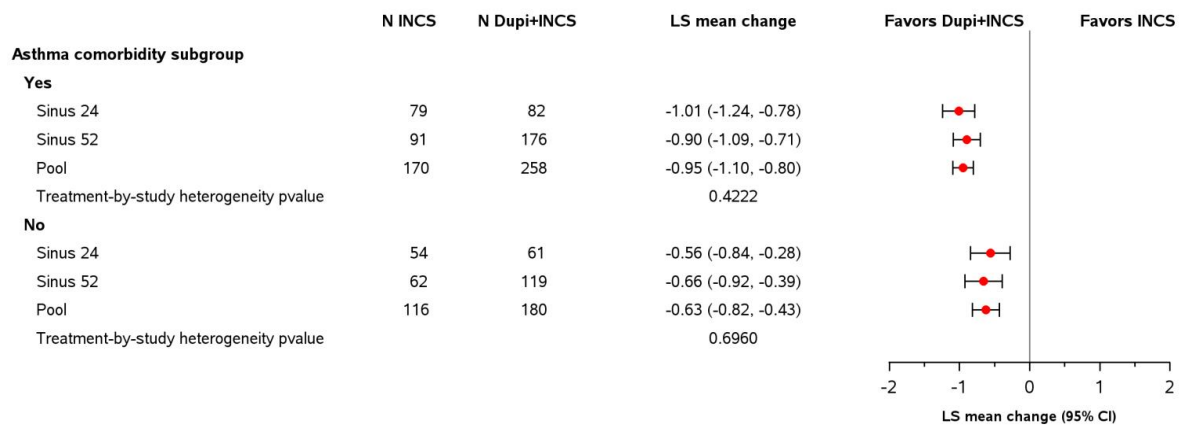 N INCS N Dupi+INCS LS mean change Favors Dupi+INCS Favors INCS
Asthma comorbidity subgroup
Yes
Sinus 24 79 82 -1.01 (-1.24, -0.78)
Sinus 52 91 176 -0.90 (-1.09, -0.71)
Pool 170 258 -0.95 (-1.10, -0.80)
Treatment-by-study heterogeneity pvalue 0.4222
No
Sinus 24 54 61 -0.56 (-0.84, -0.28)
Sinus 52 62 119 -0.66 (-0.92, -0.39)
Pool 116 180 -0.63 (-0.82, -0.43)
Treatment-by-study heterogeneity pvalue 0.6960
-2 -1 0 1 2
LS mean change (95% CI)